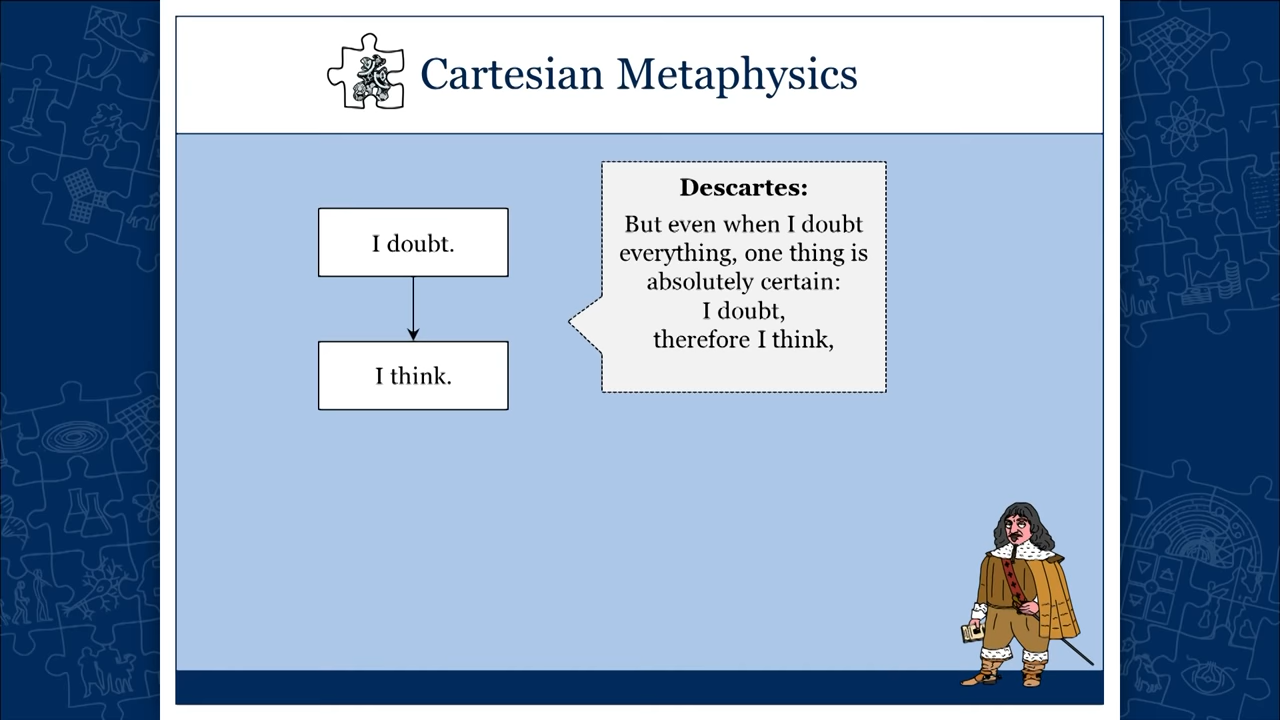 Cartesian Metaphysics
I doubt.
I think.
Descartes:
But even when I doubt
everything, one thing is
absolutely certain:
I doubt,
therefore I think,